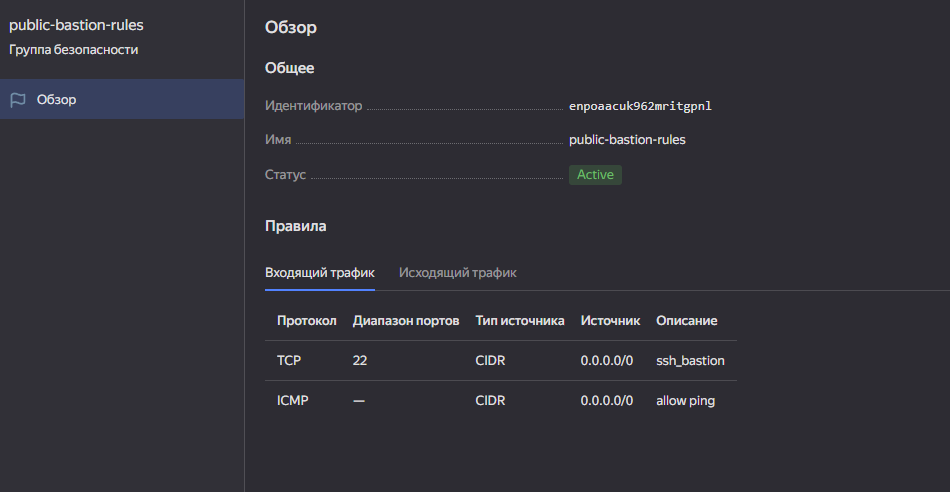 public-bastion-rules
Группа безопасности
Обзор
Обзор
Общее
Идентификатор enpoaacuk962mritgpnl
Имя public-bastion-rules
Статус Active
Правила
Входящий трафик Исходящий трафик
Протокол Диапазон портов Тип источника Источник Описание
TCP 22 CIDR 0.0.0.0/0 ssh_bastion
ICMP — CIDR 0.0.0.0/0 allow ping